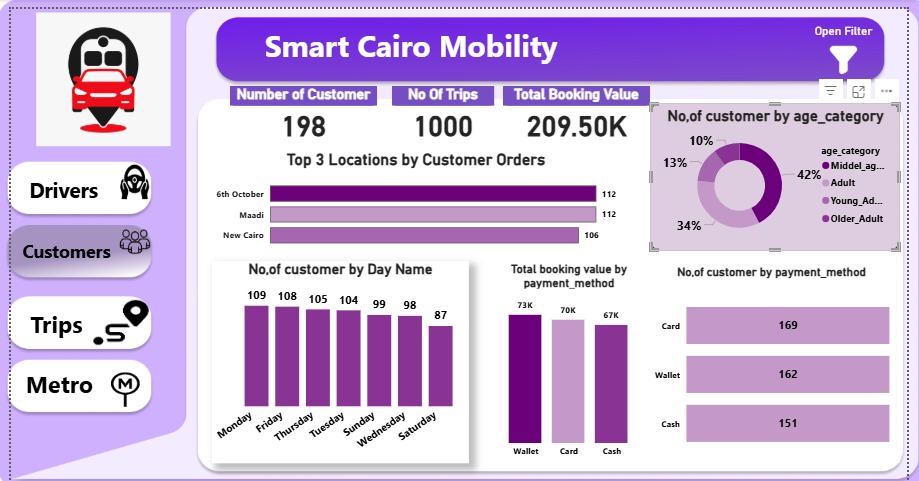 Open Filter
Smart Cairo Mobility
Number of Customer
No Of Trips
Total Booking Value
198
1000
209.50K
Drivers
Customers
Trips
Metro
M
Top 3 Locations by Customer Orders
6th October 112
Maadi 112
New Cairo 106
No,of customer by age_category
10%
13%
42%
34%
age_category
Middel_ag...
Adult
Young_Ad...
Older_Adult
No,of customer by Day Name
109 108 105 104 99 98 87
Monday Friday Thursday Tuesday Sunday Wednesday Saturday
Total booking value by
payment_method
73K 70K 67K
Wallet Card Cash
No,of customer by payment_method
Card 169
Wallet 162
Cash 151